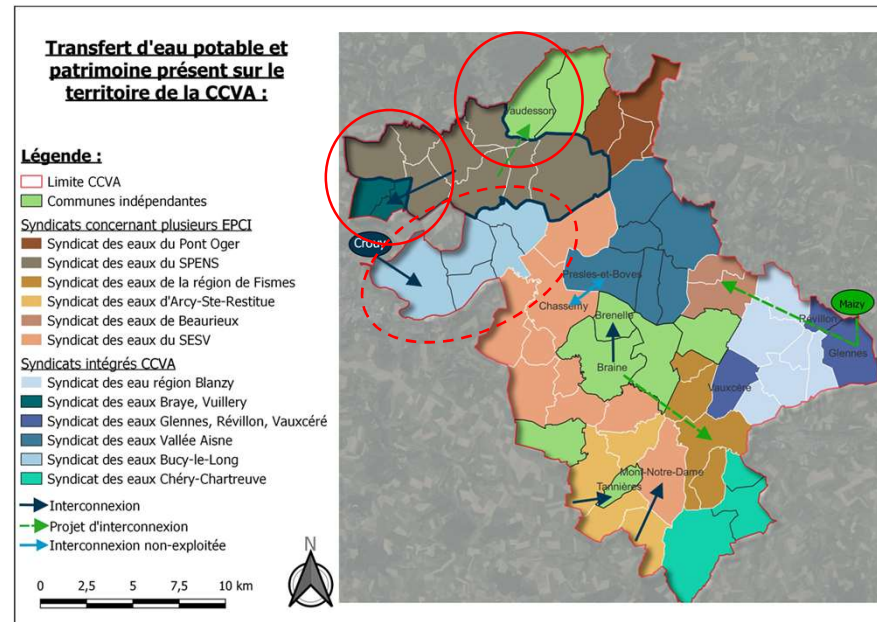 Transfert d'eau potable et
patrimoine présent sur le
territoire de la CCVA :
Légende :
Limite CCVA
Communes indépendantes
Syndicats concernant plusieurs EPCI
Syndicat des eaux du Pont Oger
Syndicat des eaux du SPENS
Syndicat des eaux de la région de Fismes
Syndicat des eaux d'Arcy-Ste-Restitue
Syndicat des eaux de Beaurieux
Syndicat des eaux du SESV
Syndicats intégrés CCVA
Syndicat des eau région Blanzy
Syndicat des eaux Braye, Vuillery
Syndicat des eaux Glennes, Révillon, Vauxcéré
Syndicat des eaux Vallée Aisne
Syndicat des eaux Bucy-le-Long
Syndicat des eaux Chéry-Chartreuve
Interconnexion
Projet d'interconnexion
Interconnexion non-exploitée
N
0 2,5 5 7,5 10 km
Vaudesson
Crouy
Presles-et-Boves
Chassemy
Brenelle
Braine
Maizy
Révillon
Glennes
Vauxcère
Mont-Notre-Dame
Tannières